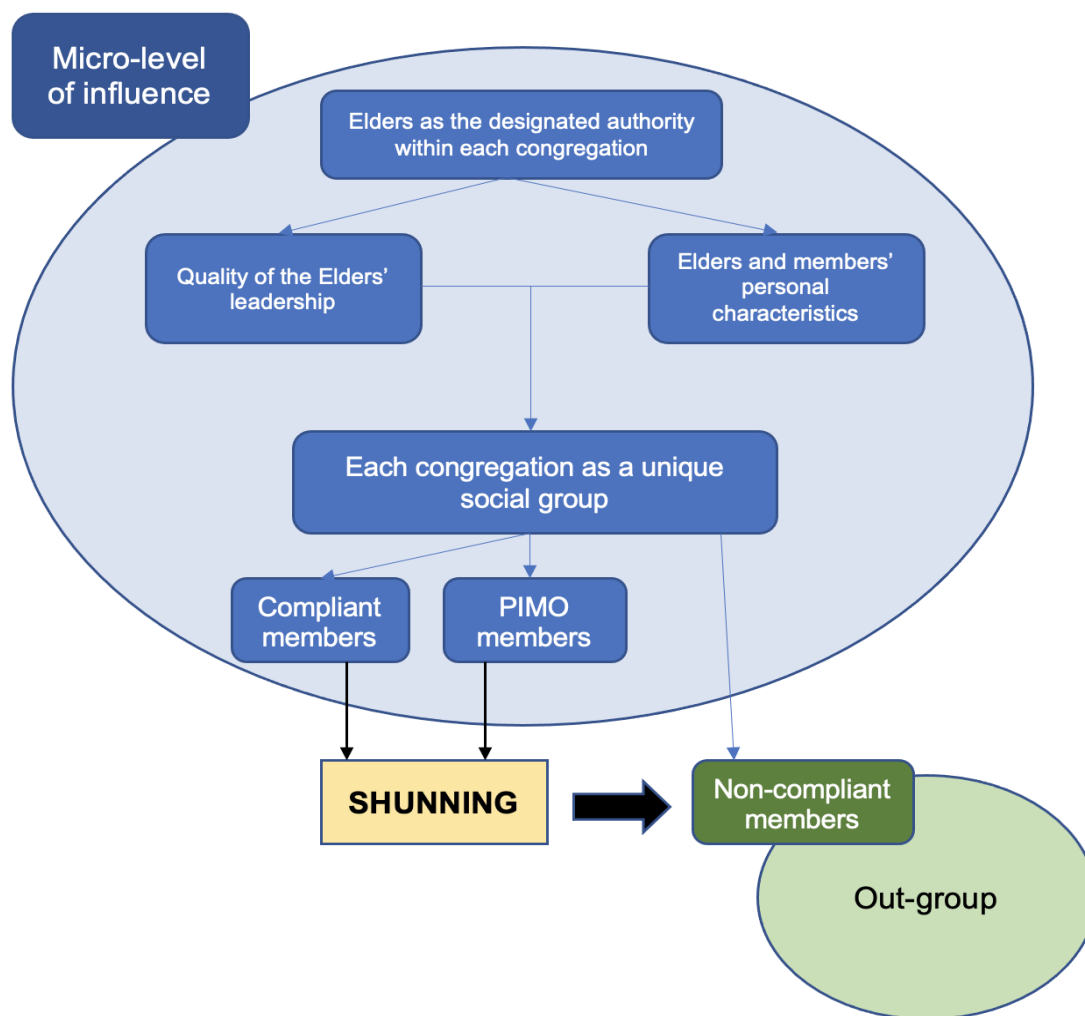 Micro-level
of influence
Elders as the designated authority
within each congregation
Quality of the Elders’
leadership
Elders and members’
personal
characteristics
Each congregation as a unique
social group
Compliant
members
PIMO
members
SHUNNING
Non-compliant
members
Out-group